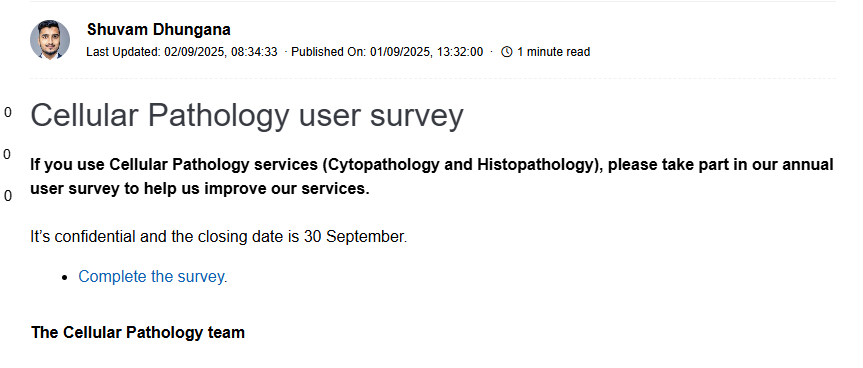 Shuvam Dhungana
Last Updated: 02/09/2025, 08:34:33 · Published On: 01/09/2025, 13:32:00 · 1 minute read
0
Cellular Pathology user survey
0
If you use Cellular Pathology services (Cytopathology and Histopathology), please take part in our annual
user survey to help us improve our services.
0
It’s confidential and the closing date is 30 September.
• Complete the survey.
The Cellular Pathology team